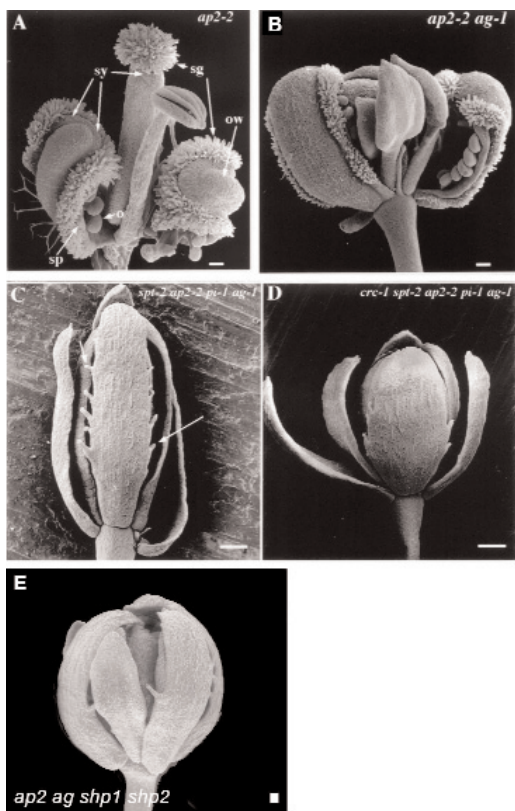 A
ap2-2
sy
sg
ow
o
sp
B
ap2-2 ag-1
C
spt-2 ap2-2 pi-1 ag-1
D
crc-1 spt-2 ap2-2 pi-1 ag-1
E
ap2 ag shp1 shp2